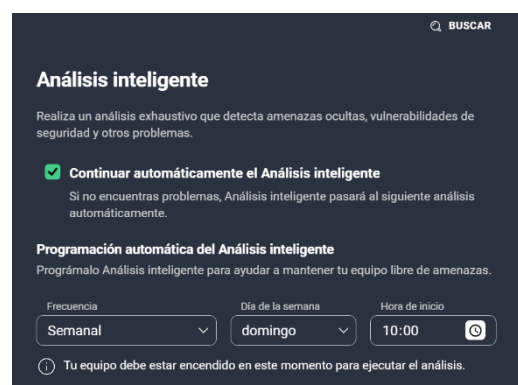 BUSCAR
Análisis inteligente
Realiza un análisis exhaustivo que detecta amenazas ocultas, vulnerabilidades de
seguridad y otros problemas.
Continuar automáticamente el Análisis inteligente
Si no encuentras problemas, Análisis inteligente pasará al siguiente análisis
automáticamente.
Programación automática del Análisis inteligente
Prográmalo Análisis inteligente para ayudar a mantener tu equipo libre de amenazas.
Frecuencia Día de la semana Hora de inicio
Semanal domingo 10:00
Tu equipo debe estar encendido en este momento para ejecutar el análisis.